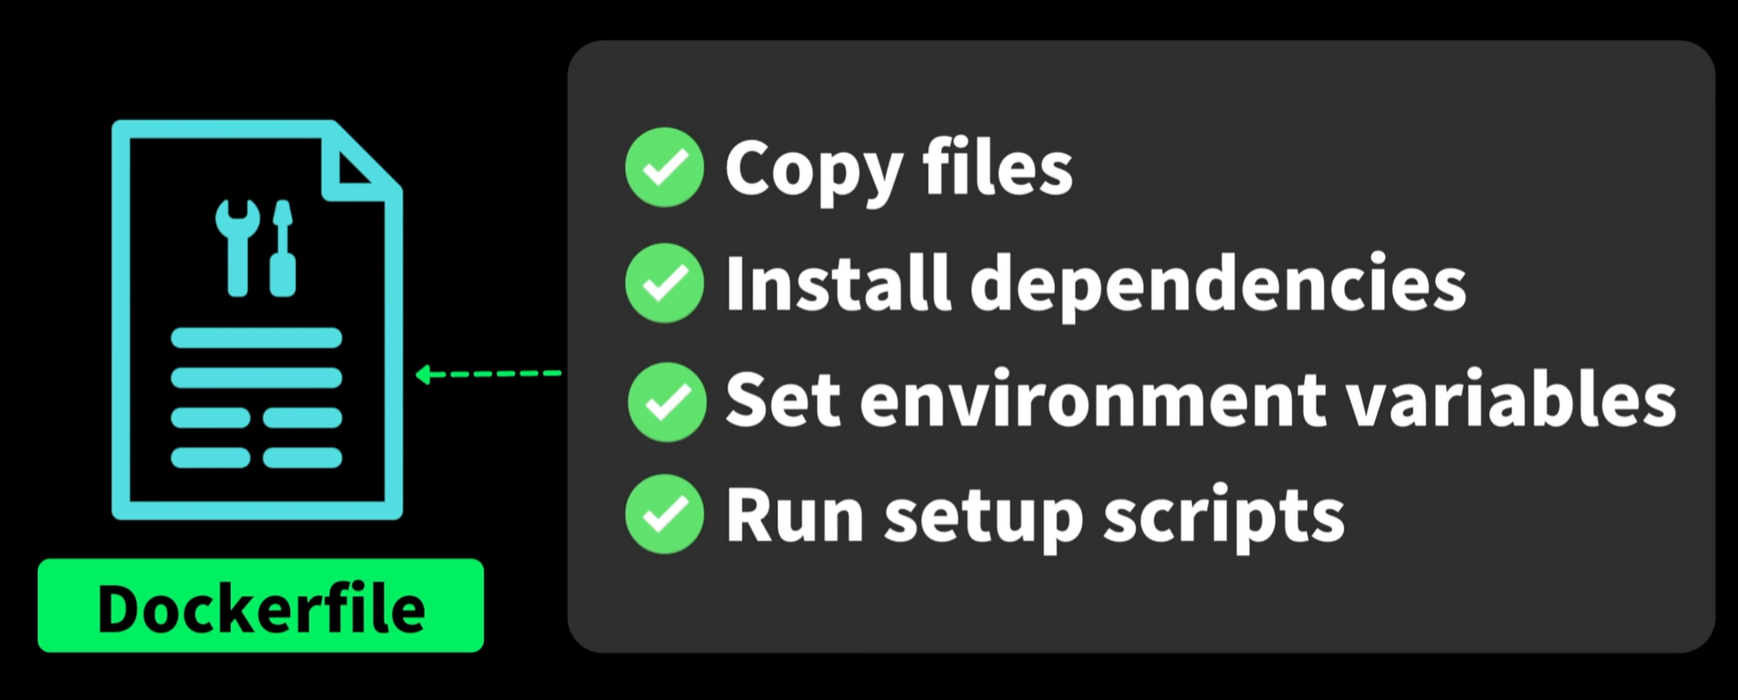 Copy files
Install dependencies
Set environment variables
Run setup scripts
Dockerfile